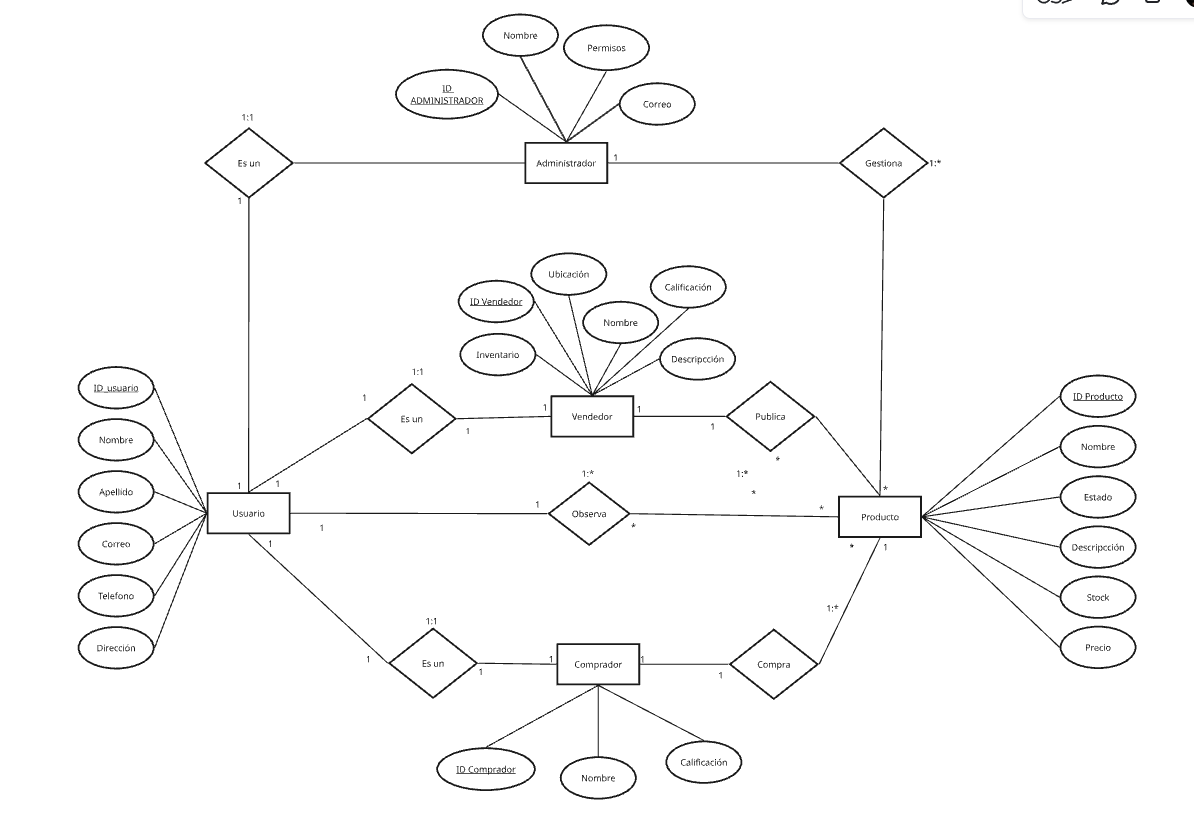 Nombre
Permisos
ID
ADMINISTRADOR
Correo
1:1
Es un
Administrador
1
Gestiona
1:*
1
Ubicación
ID Vendedor
Calificación
Nombre
Inventario
Descripcción
1:1
ID_usuario
1
Es un
1
1
Vendedor
1
1
Publica
*
ID Producto
Nombre
Apellido
Correo
Telefono
Dirección
1
1
Usuario
1
1
1
1:*
Observa
*
1:*
*
*
*
Producto
*
1
Nombre
Estado
Descripcción
Stock
Precio
1:*
1:1
1
Es un
1
1
Comprador
1
1
Compra
ID Comprador
Nombre
Calificación